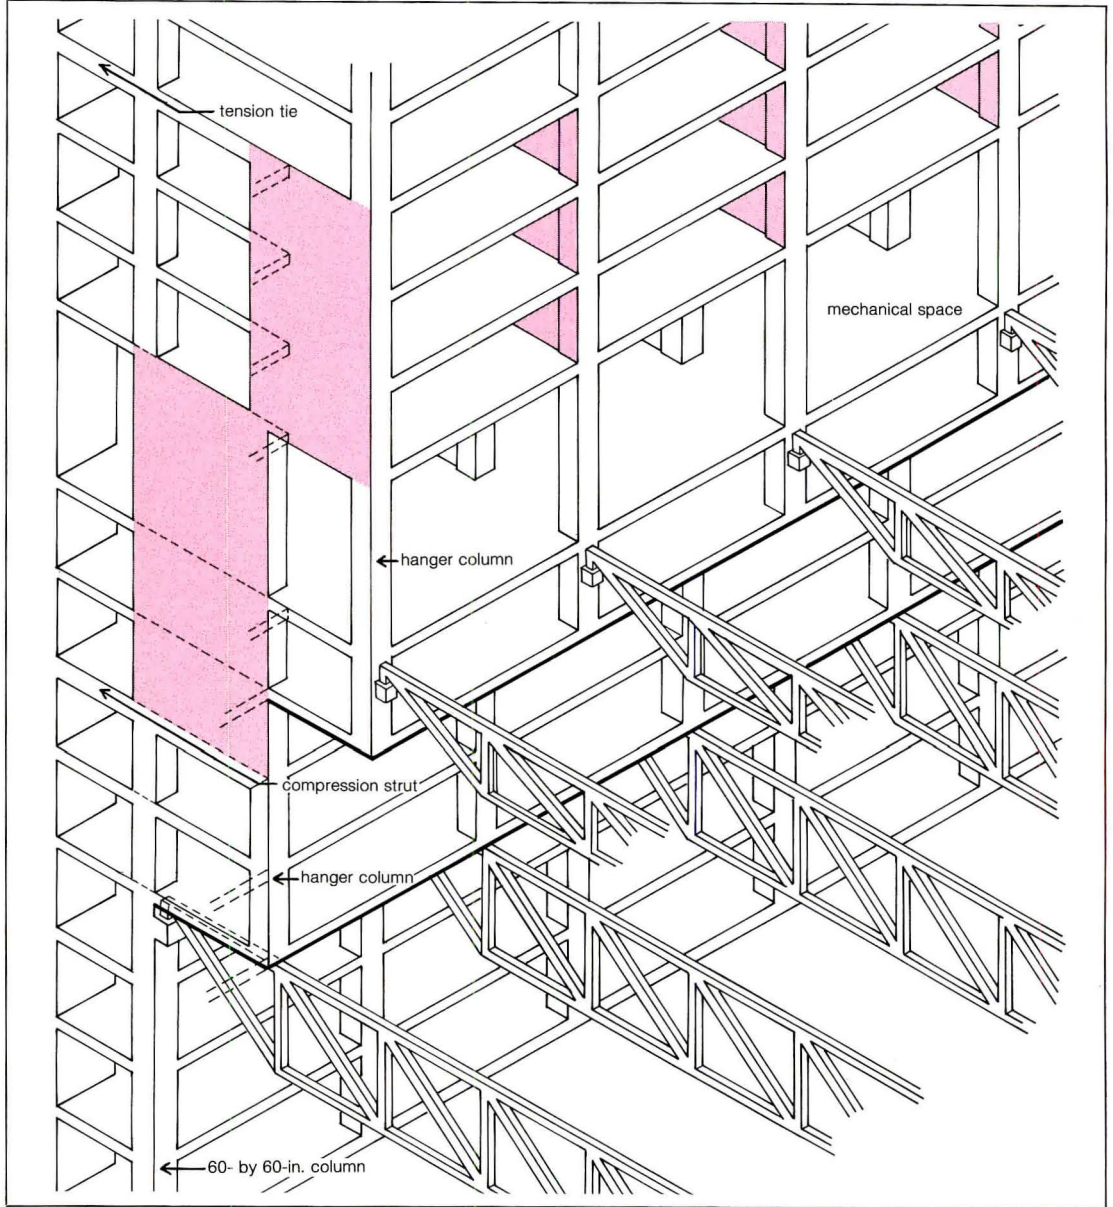 tension tie
mechanical space
hanger column
compression strut
hanger column
60- by 60-in. column